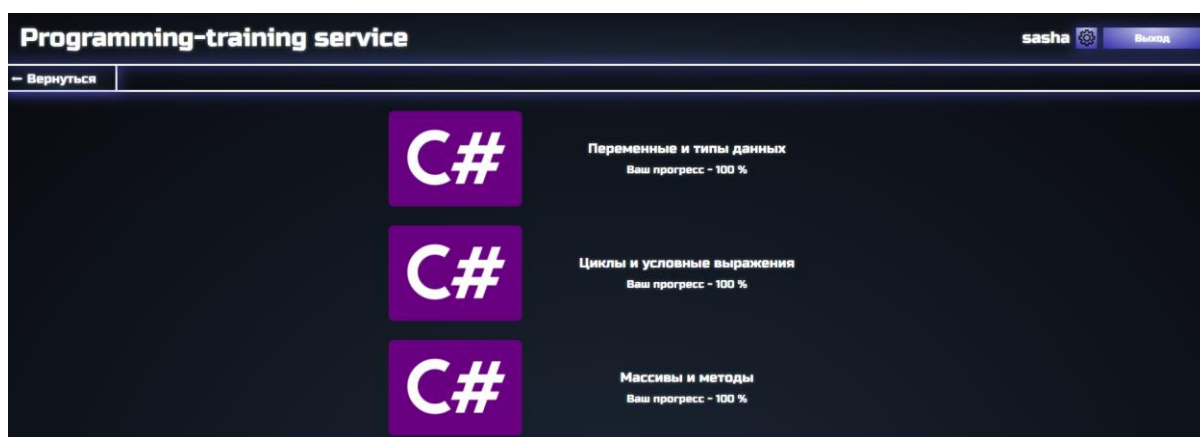 Programming-training service
sasha
Выход
← Вернуться
C#
Переменные и типы данных
Ваш прогресс - 100 %
C#
Циклы и условные выражения
Ваш прогресс - 100 %
C#
Массивы и методы
Ваш прогресс - 100 %